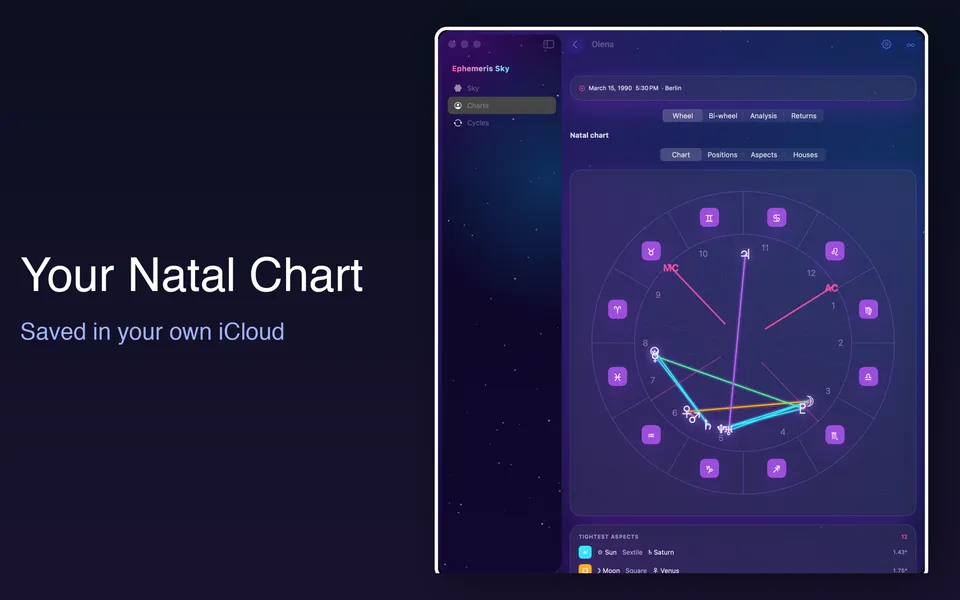 Your Natal Chart
Saved in your own iCloud
Olena
Ephemeris Sky
Sky
Charts
Cycles
March 15, 1990 5:30 PM · Berlin
Wheel Bi-wheel Analysis Returns
Natal chart
Chart Positions Aspects Houses
♊ ♋
♉ 10 ♃ 11 ♌
MC 12
AC
9 1
♈ ♍
8 2
♓ 7 3 ♎
6 5 4
♒ ♏
♑ ♐
TIGHTEST ASPECTS 12
☉ Sun Sextile ♄ Saturn 1.43°
☽ Moon Square ♀ Venus 1.75°